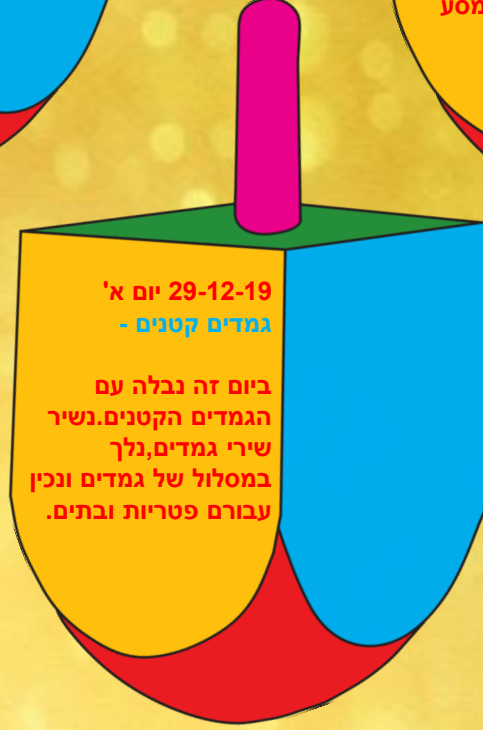 מסע
29-12-19 יום א'
גמדים קטנים -
ביום זה נבלה עם
הגמדים הקטנים.נשיר
שירי גמדים,נלך
במסלול של גמדים ונכין
עבורם פטריות ובתים.